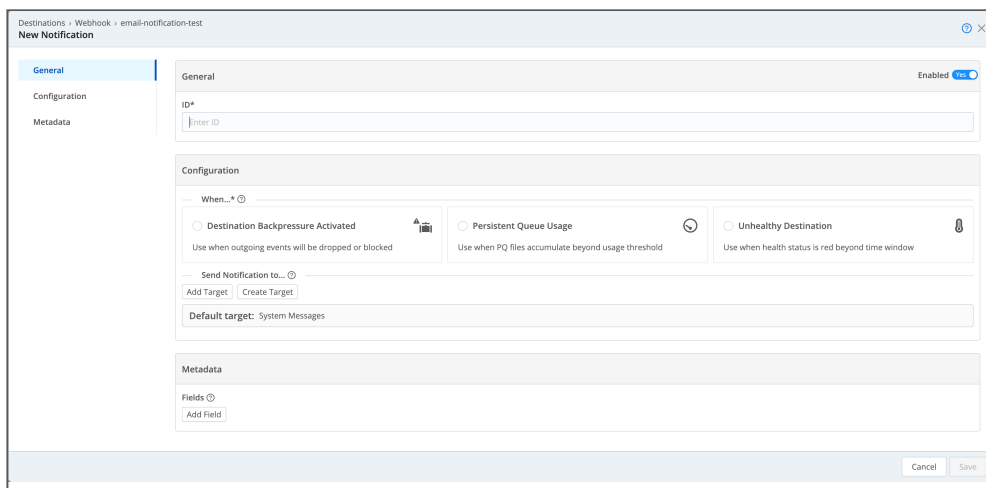 Destinations › Webhook › email-notification-test
New Notification
General
Configuration
Metadata
General
Enabled Yes
ID*
Enter ID
Configuration
When...*
Destination Backpressure Activated
Use when outgoing events will be dropped or blocked
Persistent Queue Usage
Use when PQ files accumulate beyond usage threshold
Unhealthy Destination
Use when health status is red beyond time window
Send Notification to...
Add Target Create Target
Default target: System Messages
Metadata
Fields
Add Field
Cancel Save